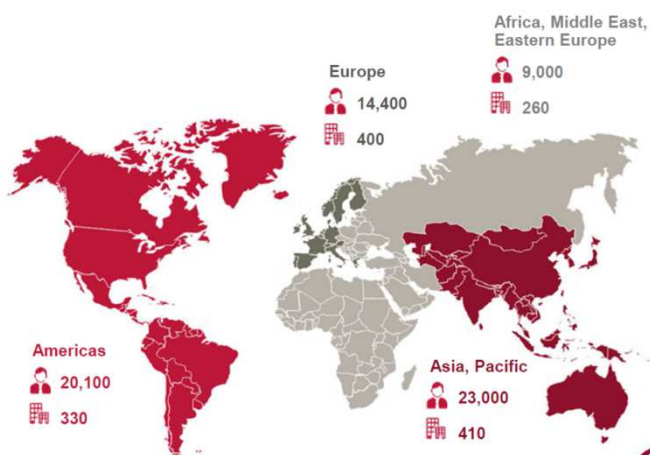 Africa, Middle East,
Eastern Europe
9,000
260
Europe
14,400
400
Americas
20,100
330
Asia, Pacific
23,000
410